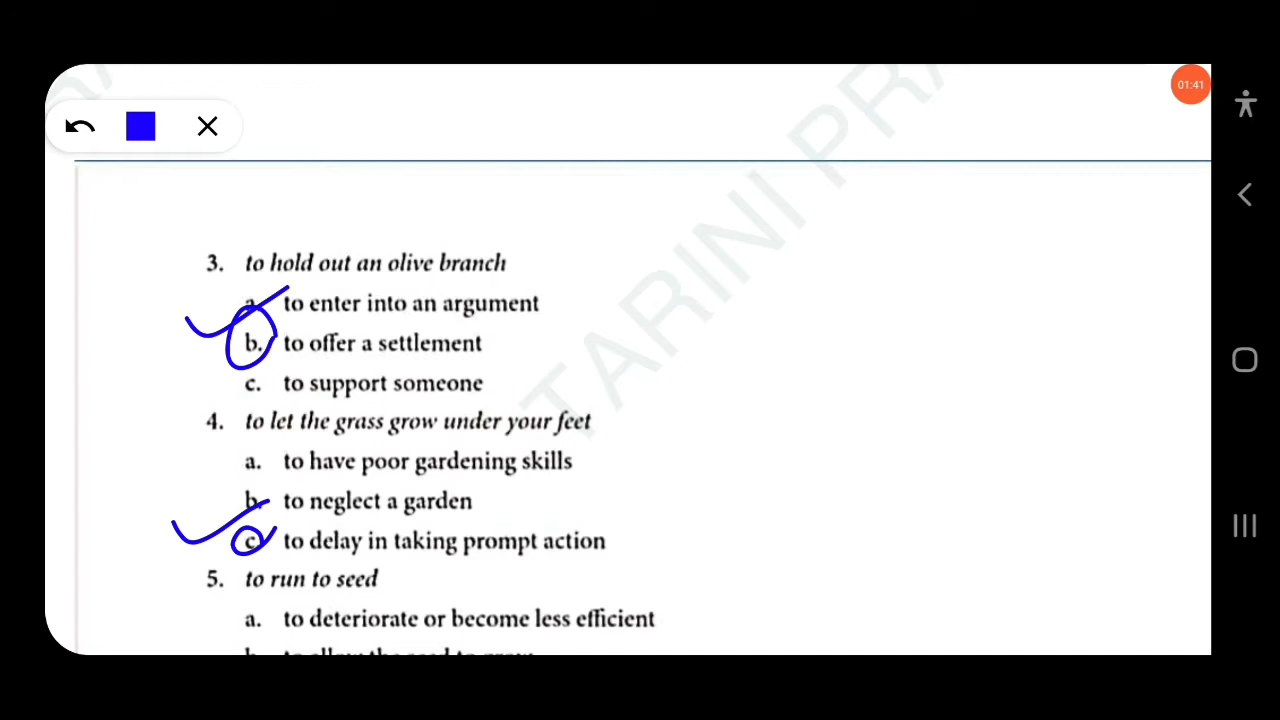 TARINI PRA
01:41
3. to hold out an olive branch
a. to enter into an argument
b. to offer a settlement
c. to support someone
4. to let the grass grow under your feet
a. to have poor gardening skills
b. to neglect a garden
c. to delay in taking prompt action
5. to run to seed
a. to deteriorate or become less efficient